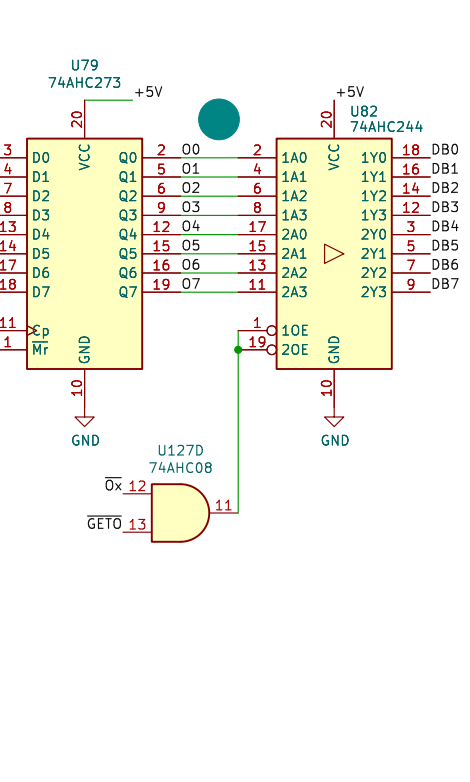 U79
74AHC273
+5V
+5V
U82
74AHC244
20
20
VCC
VCC
3 D0 Q0 2 O0 2 1A0 1Y0 18 DB0
4 D1 Q1 5 O1 4 1A1 1Y1 16 DB1
7 D2 Q2 6 O2 6 1A2 1Y2 14 DB2
8 D3 Q3 9 O3 8 1A3 1Y3 12 DB3
13 D4 Q4 12 O4 17 2A0 2Y0 3 DB4
14 D5 Q5 15 O5 15 2A1 2Y1 5 DB5
17 D6 Q6 16 O6 13 2A2 2Y2 7 DB6
18 D7 Q7 19 O7 11 2A3 2Y3 9 DB7
11 Cp 1 1OE
1 Mr 19 2OE
GND
GND
10
10
GND
GND
U127D
74AHC08
Ox 12
11
GETO 13